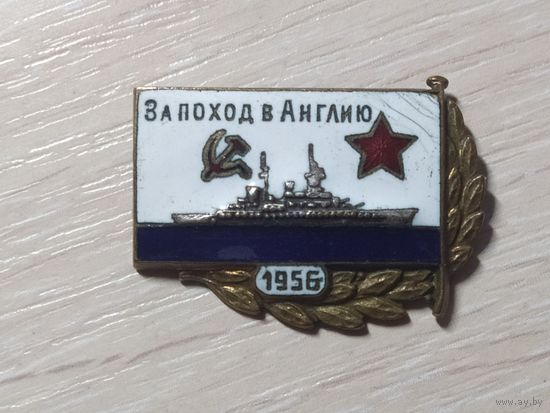 За поход в Англию
1956
www.ay.by